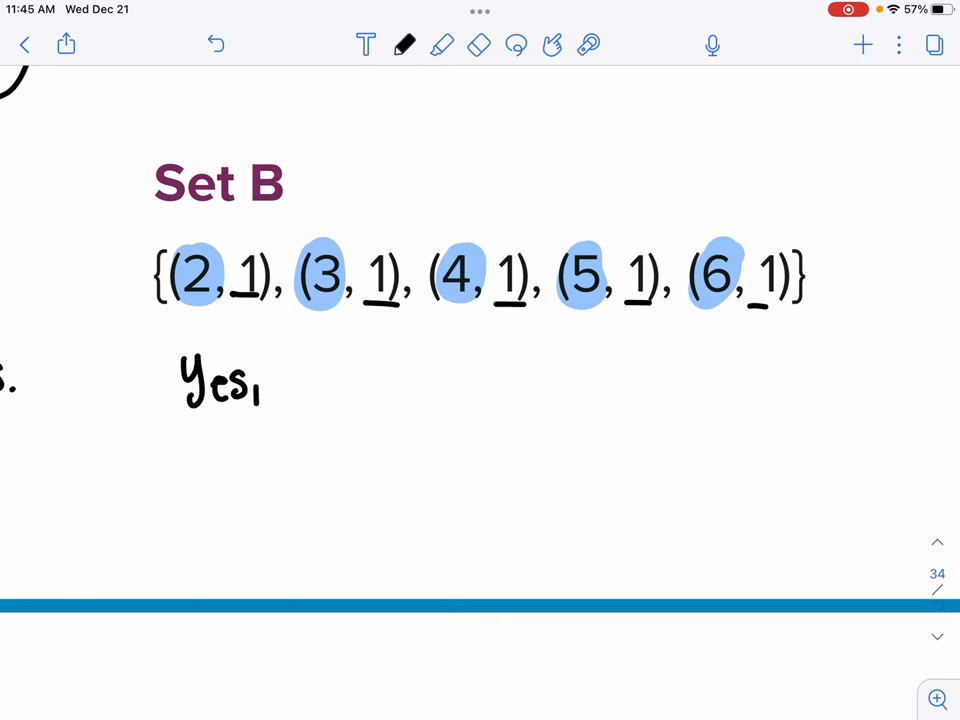 11:45 AM Wed Dec 21
57%
T
Set B
{(2, 1), (3, 1), (4, 1), (5, 1), (6, 1)}
s.
Yes,
34
/